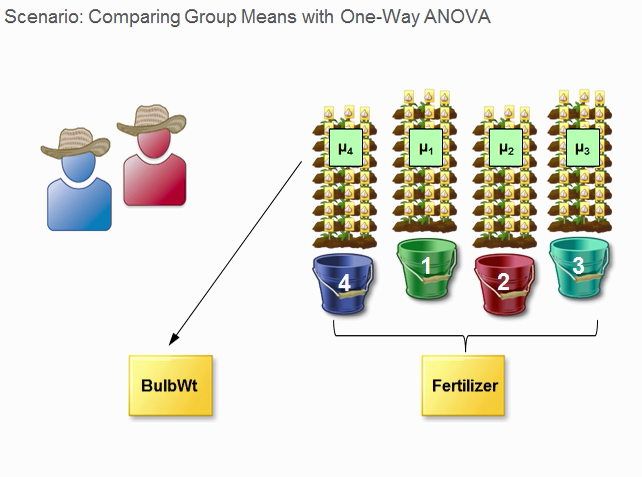 Scenario: Comparing Group Means with One-Way ANOVA
μ₄ μ₁ μ₂ μ₃
4 1 2 3
BulbWt Fertilizer